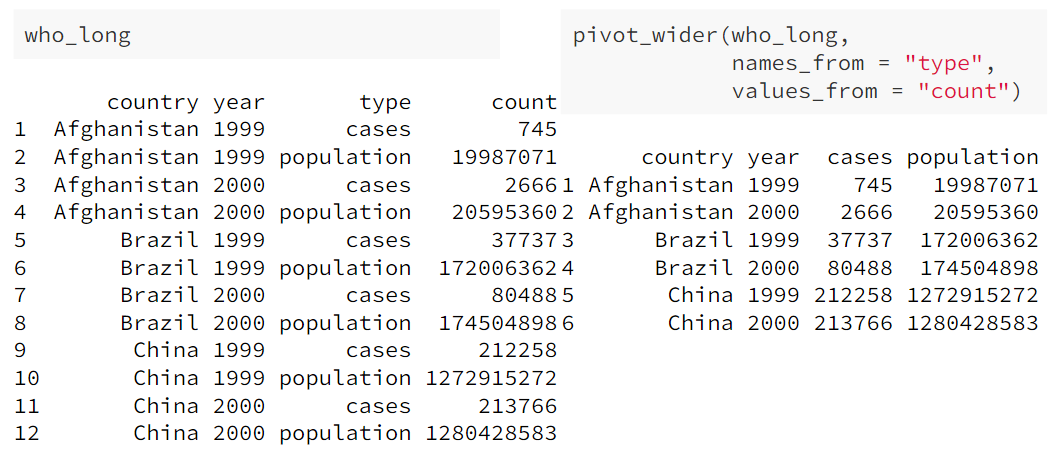 who_long
country year type count
1 Afghanistan 1999 cases 745
2 Afghanistan 1999 population 19987071
3 Afghanistan 2000 cases 2666
4 Afghanistan 2000 population 20595360
5 Brazil 1999 cases 37737
6 Brazil 1999 population 172006362
7 Brazil 2000 cases 80488
8 Brazil 2000 population 174504898
9 China 1999 cases 212258
10 China 1999 population 1272915272
11 China 2000 cases 213766
12 China 2000 population 1280428583
pivot_wider(who_long,
names_from = "type",
values_from = "count")
country year cases population
1 Afghanistan 1999 745 19987071
2 Afghanistan 2000 2666 20595360
3 Brazil 1999 37737 172006362
4 Brazil 2000 80488 174504898
5 China 1999 212258 1272915272
6 China 2000 213766 1280428583